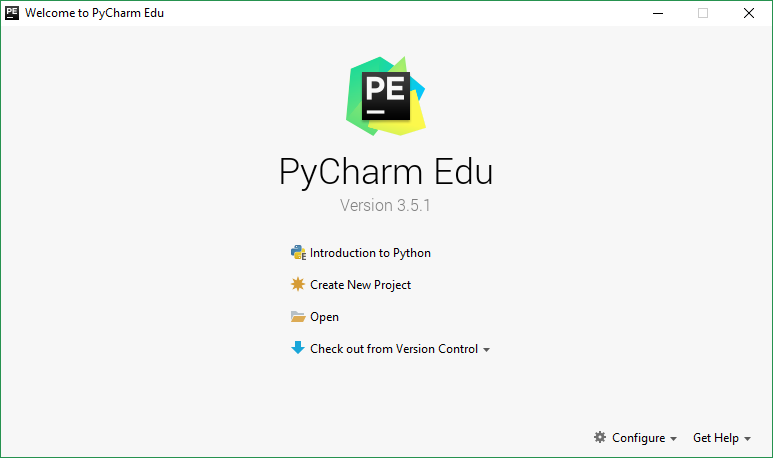 PE Welcome to PyCharm Edu
PE
PyCharm Edu
Version 3.5.1
Introduction to Python
Create New Project
Open
Check out from Version Control
Configure Get Help